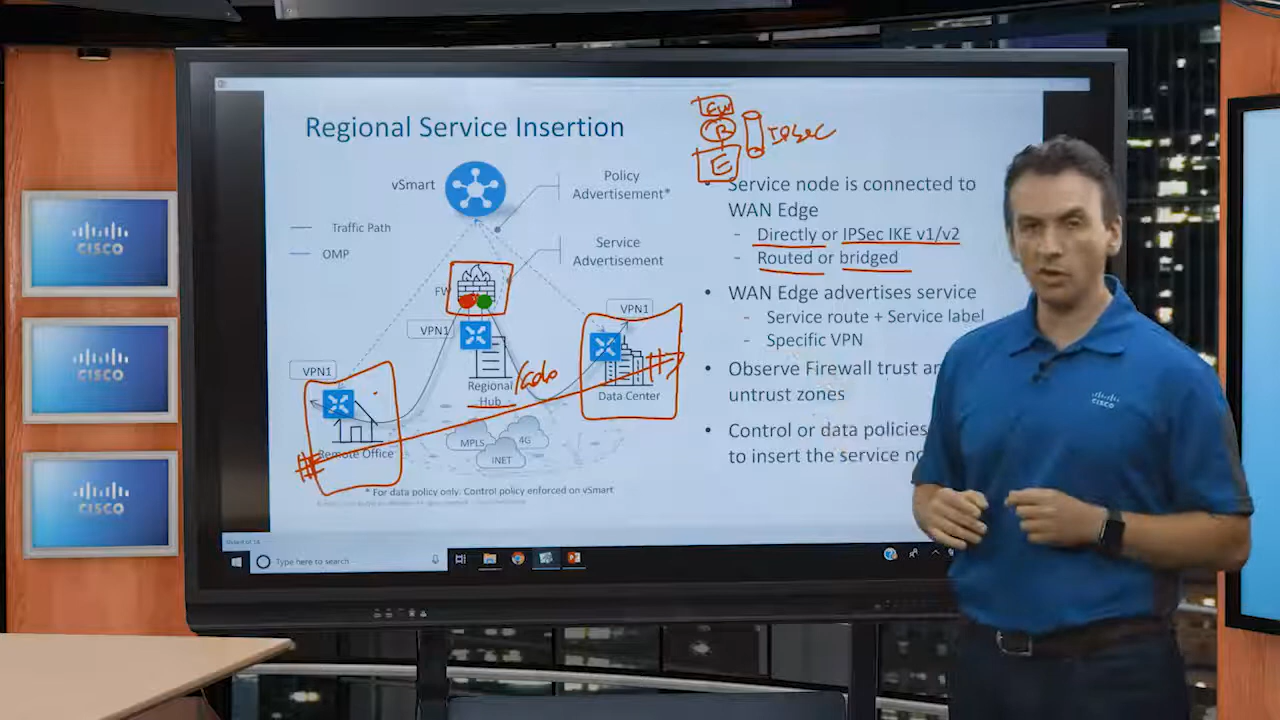 CISCO
CISCO
CISCO
Regional Service Insertion
vSmart
Policy
Advertisement*
Traffic Path
OMP
Service
Advertisement
FW
VPN1
VPN1
VPN1
Regional
Hub
Data Center
Remote Office
MPLS
4G
INET
* For data policy only. Control policy enforced on vSmart
E
IPSEC
Service node is connected to
WAN Edge
- Directly or IPSec IKE v1/v2
- Routed or bridged
• WAN Edge advertises service
- Service route + Service label
- Specific VPN
• Observe Firewall trust an
untrust zones
• Control or data policies
to insert the service no
Type here to search
CISCO